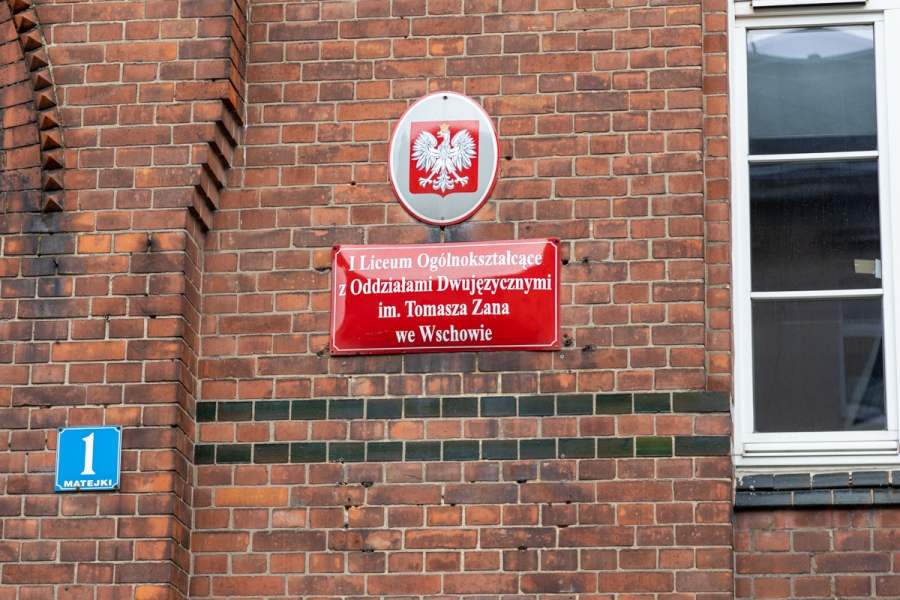 I Liceum Ogólnokształcące
z Oddziałami Dwujęzycznymi
im. Tomasza Zana
we Wschowie
1
MATEJKI